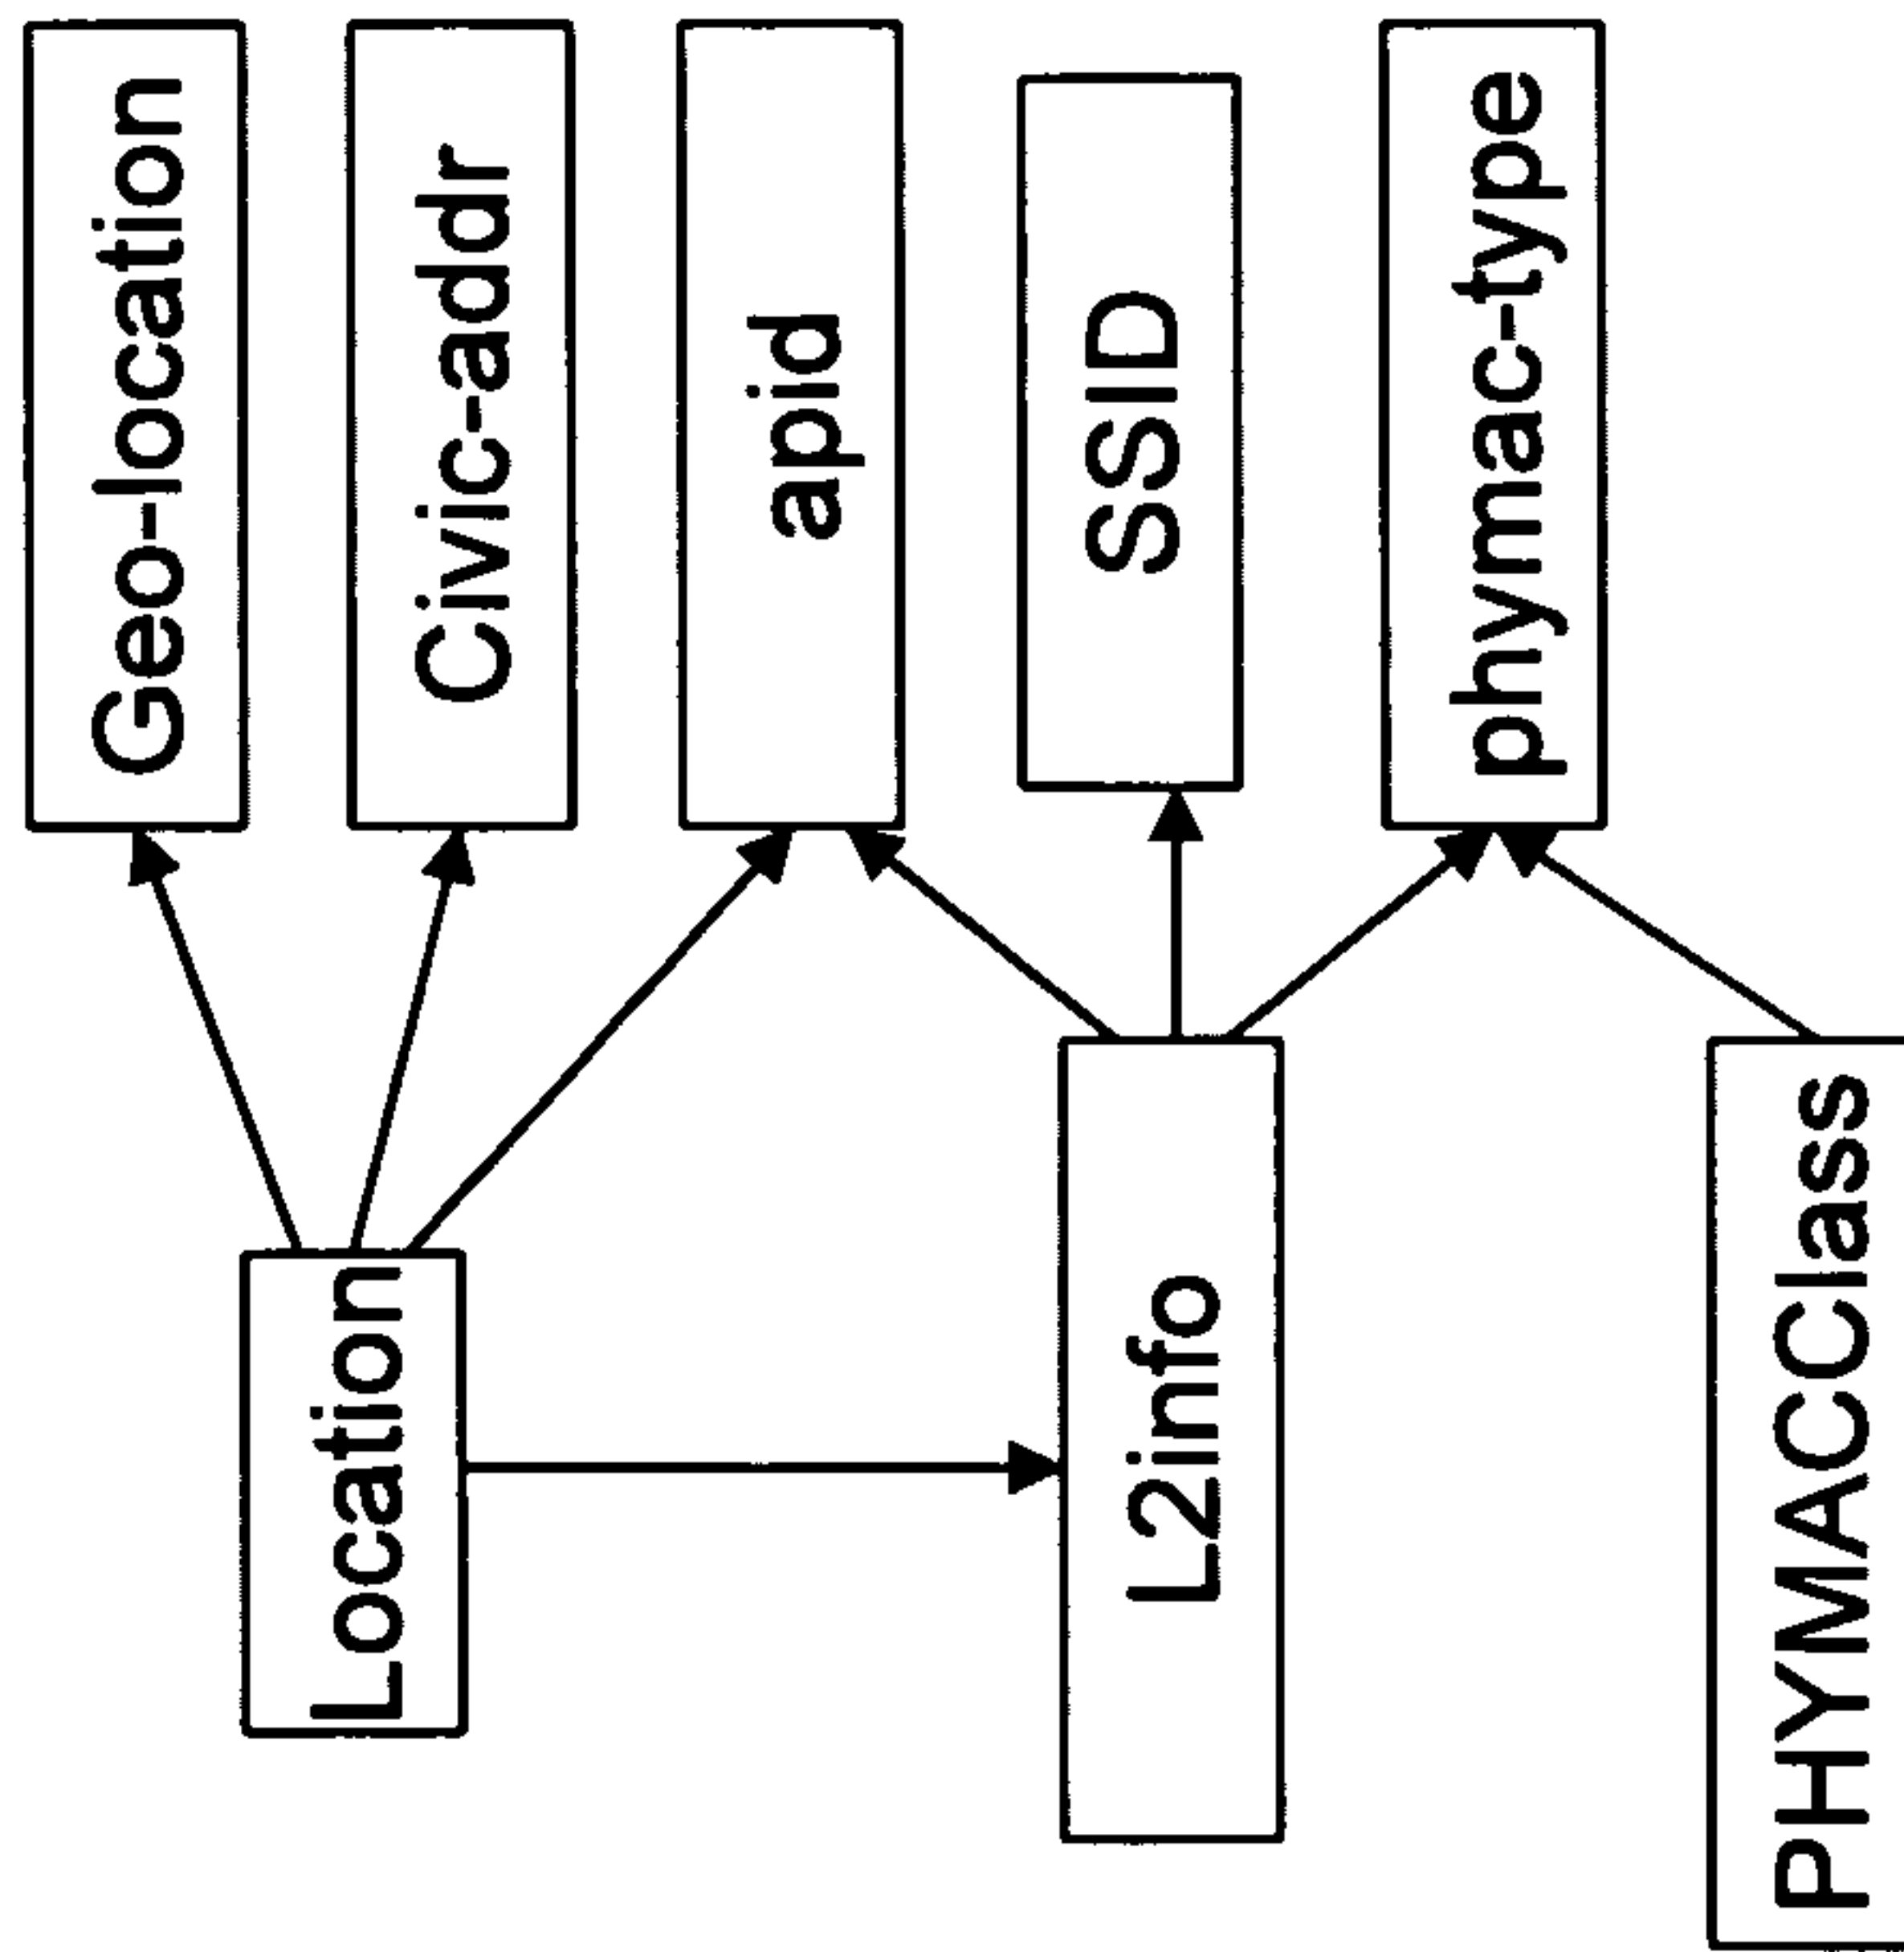 Geo-location
Civic-addr
apid
SSID
phymac-type
Location
L2info
PHYMACClass